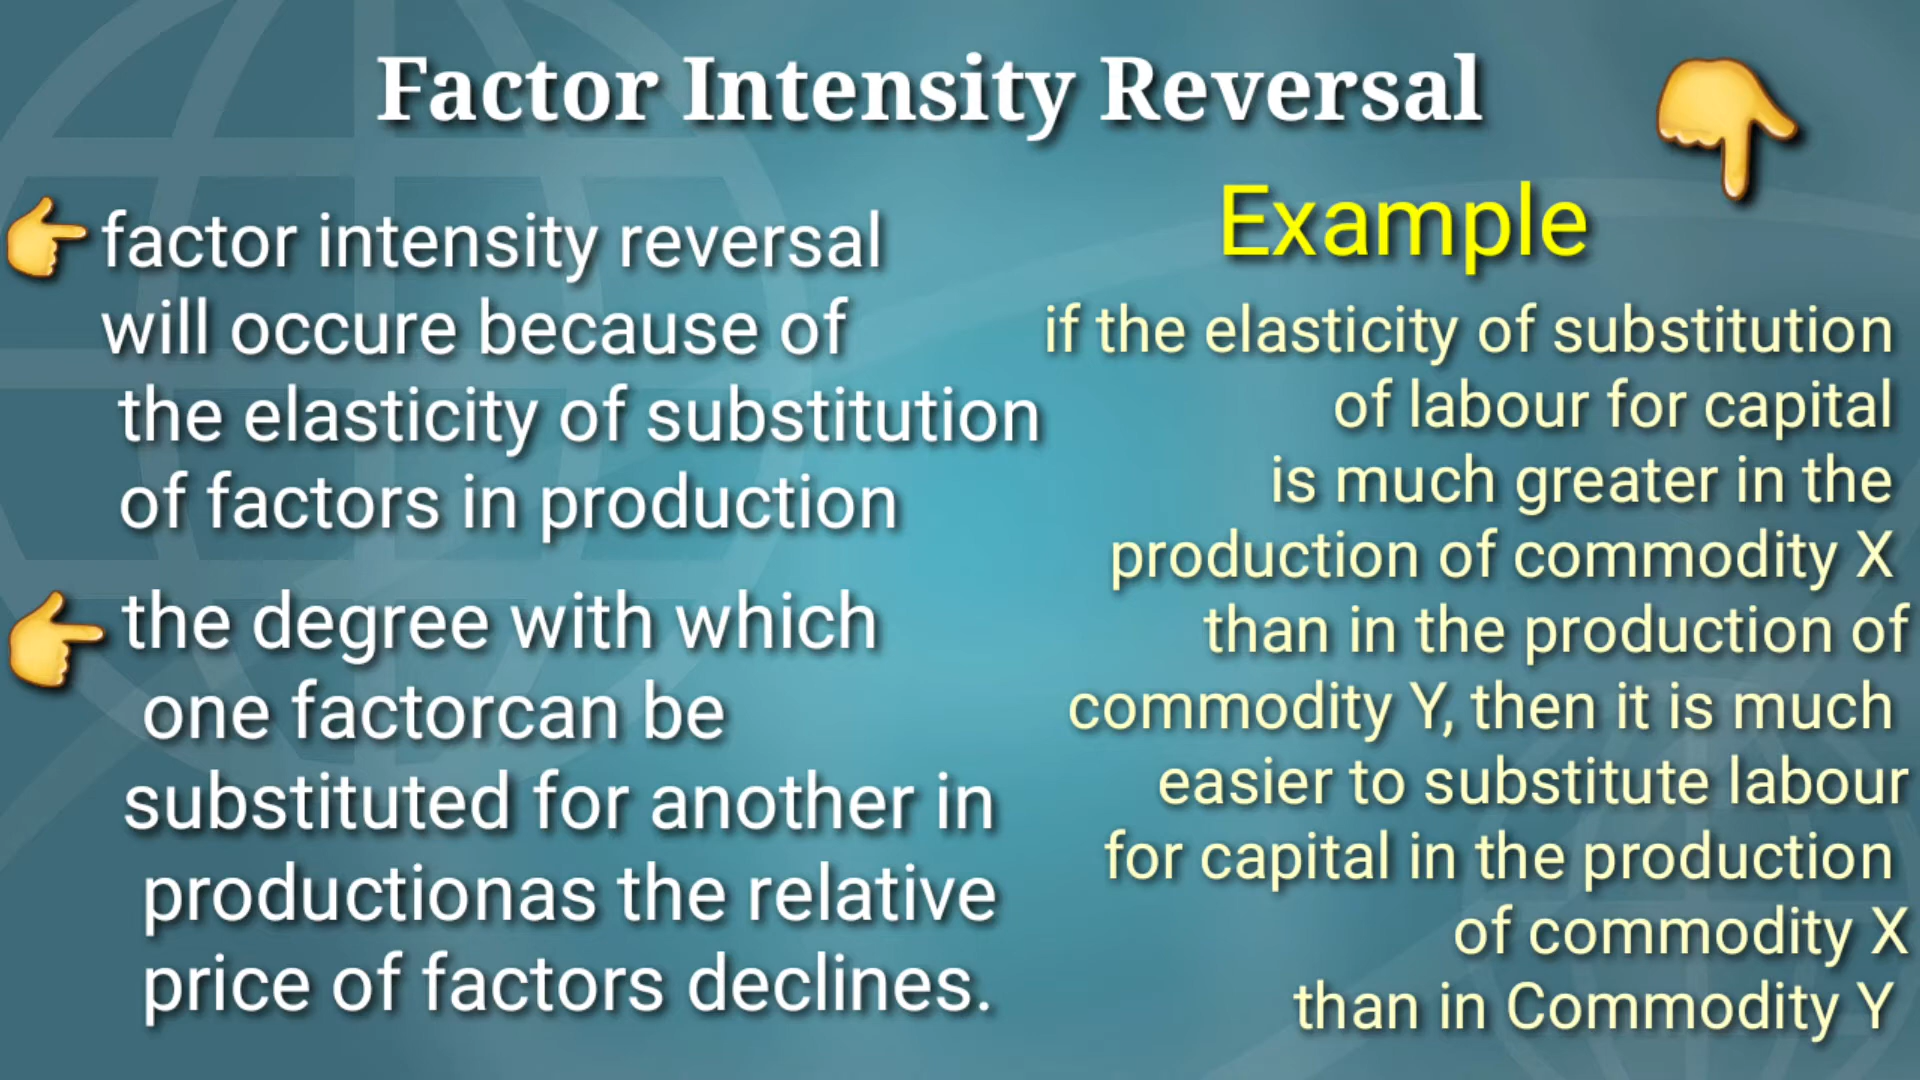 Factor Intensity Reversal
factor intensity reversal
will occure because of
the elasticity of substitution
of factors in production
the degree with which
one factorcan be
substituted for another in
productionas the relative
price of factors declines.
Example
if the elasticity of substitution
of labour for capital
is much greater in the
production of commodity X
than in the production of
commodity Y, then it is much
easier to substitute labour
for capital in the production
of commodity X
than in Commodity Y